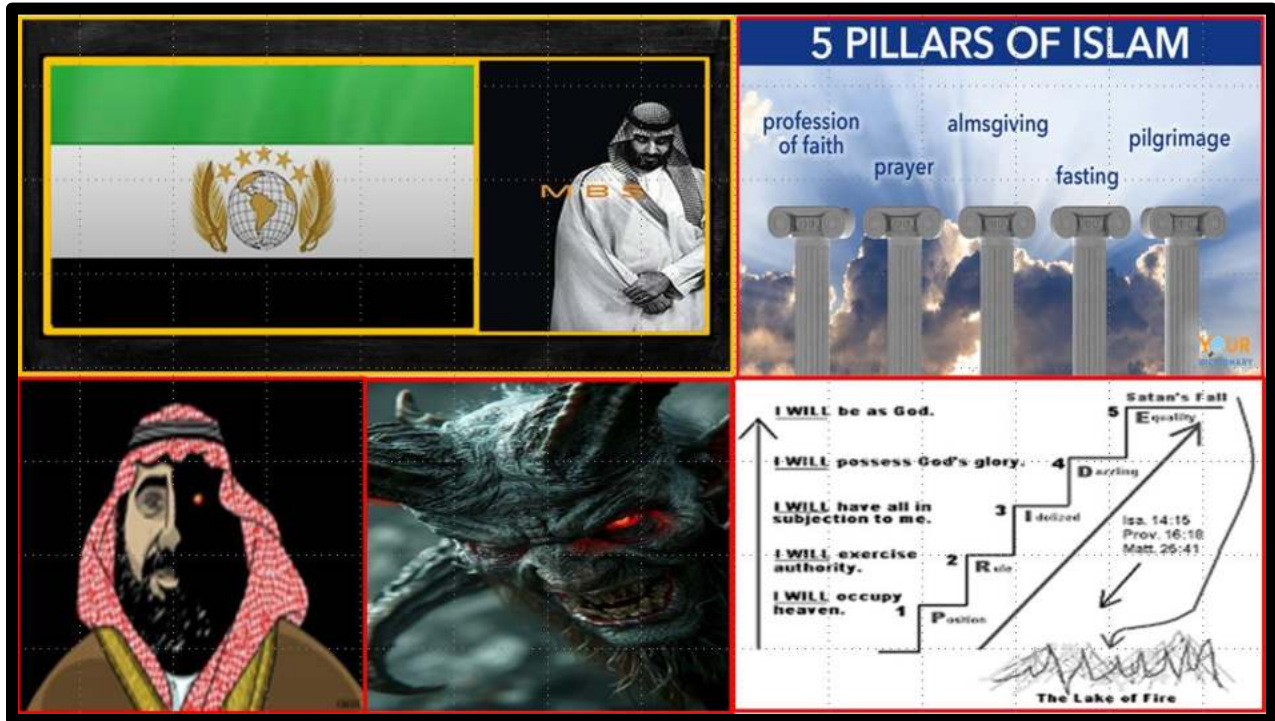 MBS
5 PILLARS OF ISLAM
profession
of faith
prayer
almsgiving
fasting
pilgrimage
YOUR
DICTIONARY
Satan's Fall
I WILL be as God.
5
Equality
I WILL possess God's glory.
4
Dazzling
I WILL have all in
subjection to me.
3
Idolized
Isa. 14:15
Prov. 16:18
Matt. 25:41
I WILL exercise
authority.
2
Rule
I WILL occupy
heaven.
1
Position
The Lake of Fire